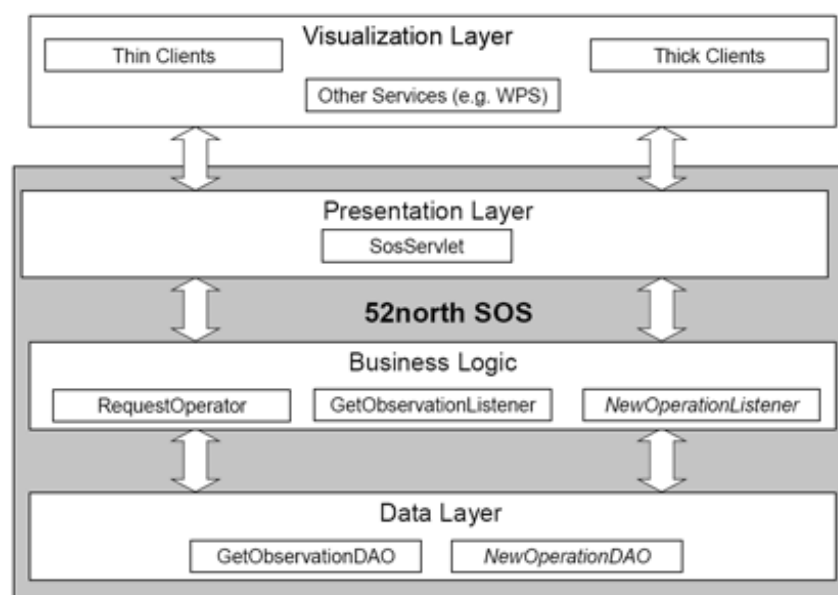 Visualization Layer
Thin Clients
Thick Clients
Other Services (e.g. WPS)
Presentation Layer
SosServlet
52north SOS
Business Logic
RequestOperator
GetObservationListener
NewOperationListener
Data Layer
GetObservationDAO
NewOperationDAO